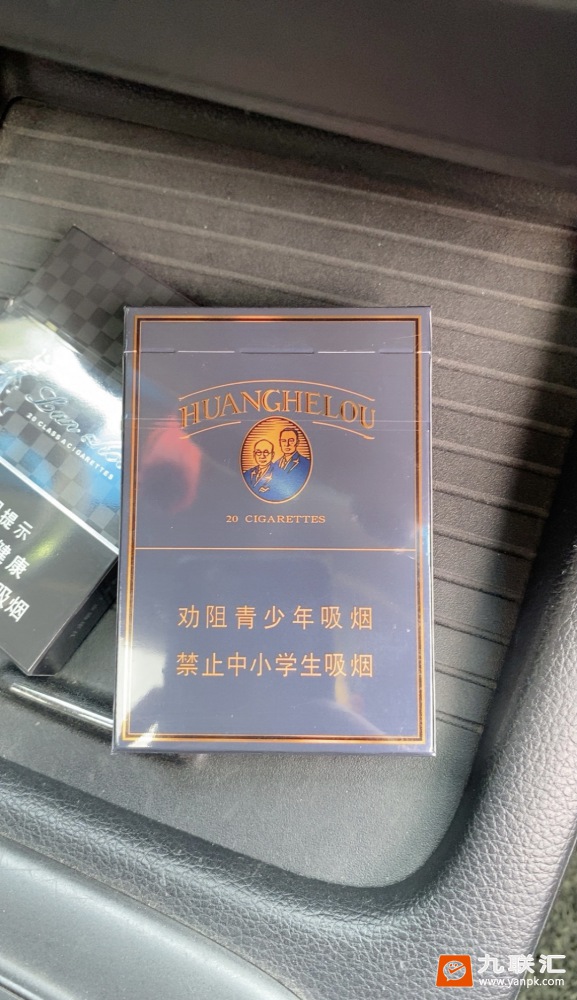 HUANGHELOU
20 CIGARETTES
劝阻青少年吸烟
禁止中小学生吸烟
20 CLASS A CIGARETTES
提示
健康
吸烟
九联汇
www.yanpk.com